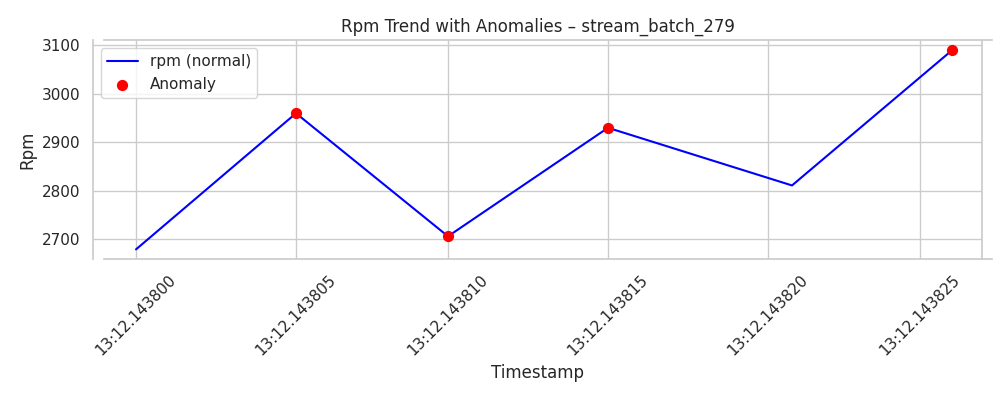 Rpm Trend with Anomalies – stream_batch_279
rpm (normal)
Anomaly
Rpm
3100
3000
2900
2800
2700
13:12.143800
13:12.143805
13:12.143810
13:12.143815
13:12.143820
13:12.143825
Timestamp